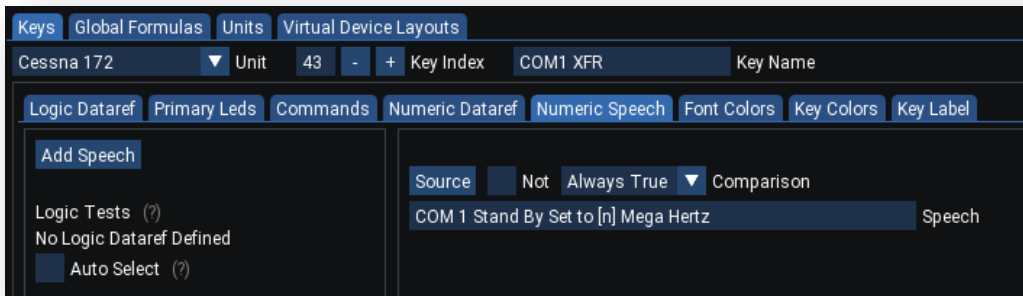 Keys Global Formulas Units Virtual Device Layouts
Cessna 172 Unit 43 - + Key Index COM1 XFR Key Name
Logic Dataref Primary Leds Commands Numeric Dataref Numeric Speech Font Colors Key Colors Key Label
Add Speech
Source Not Always True Comparison
COM 1 Stand By Set to [n] Mega Hertz Speech
Logic Tests (?)
No Logic Dataref Defined
Auto Select (?)